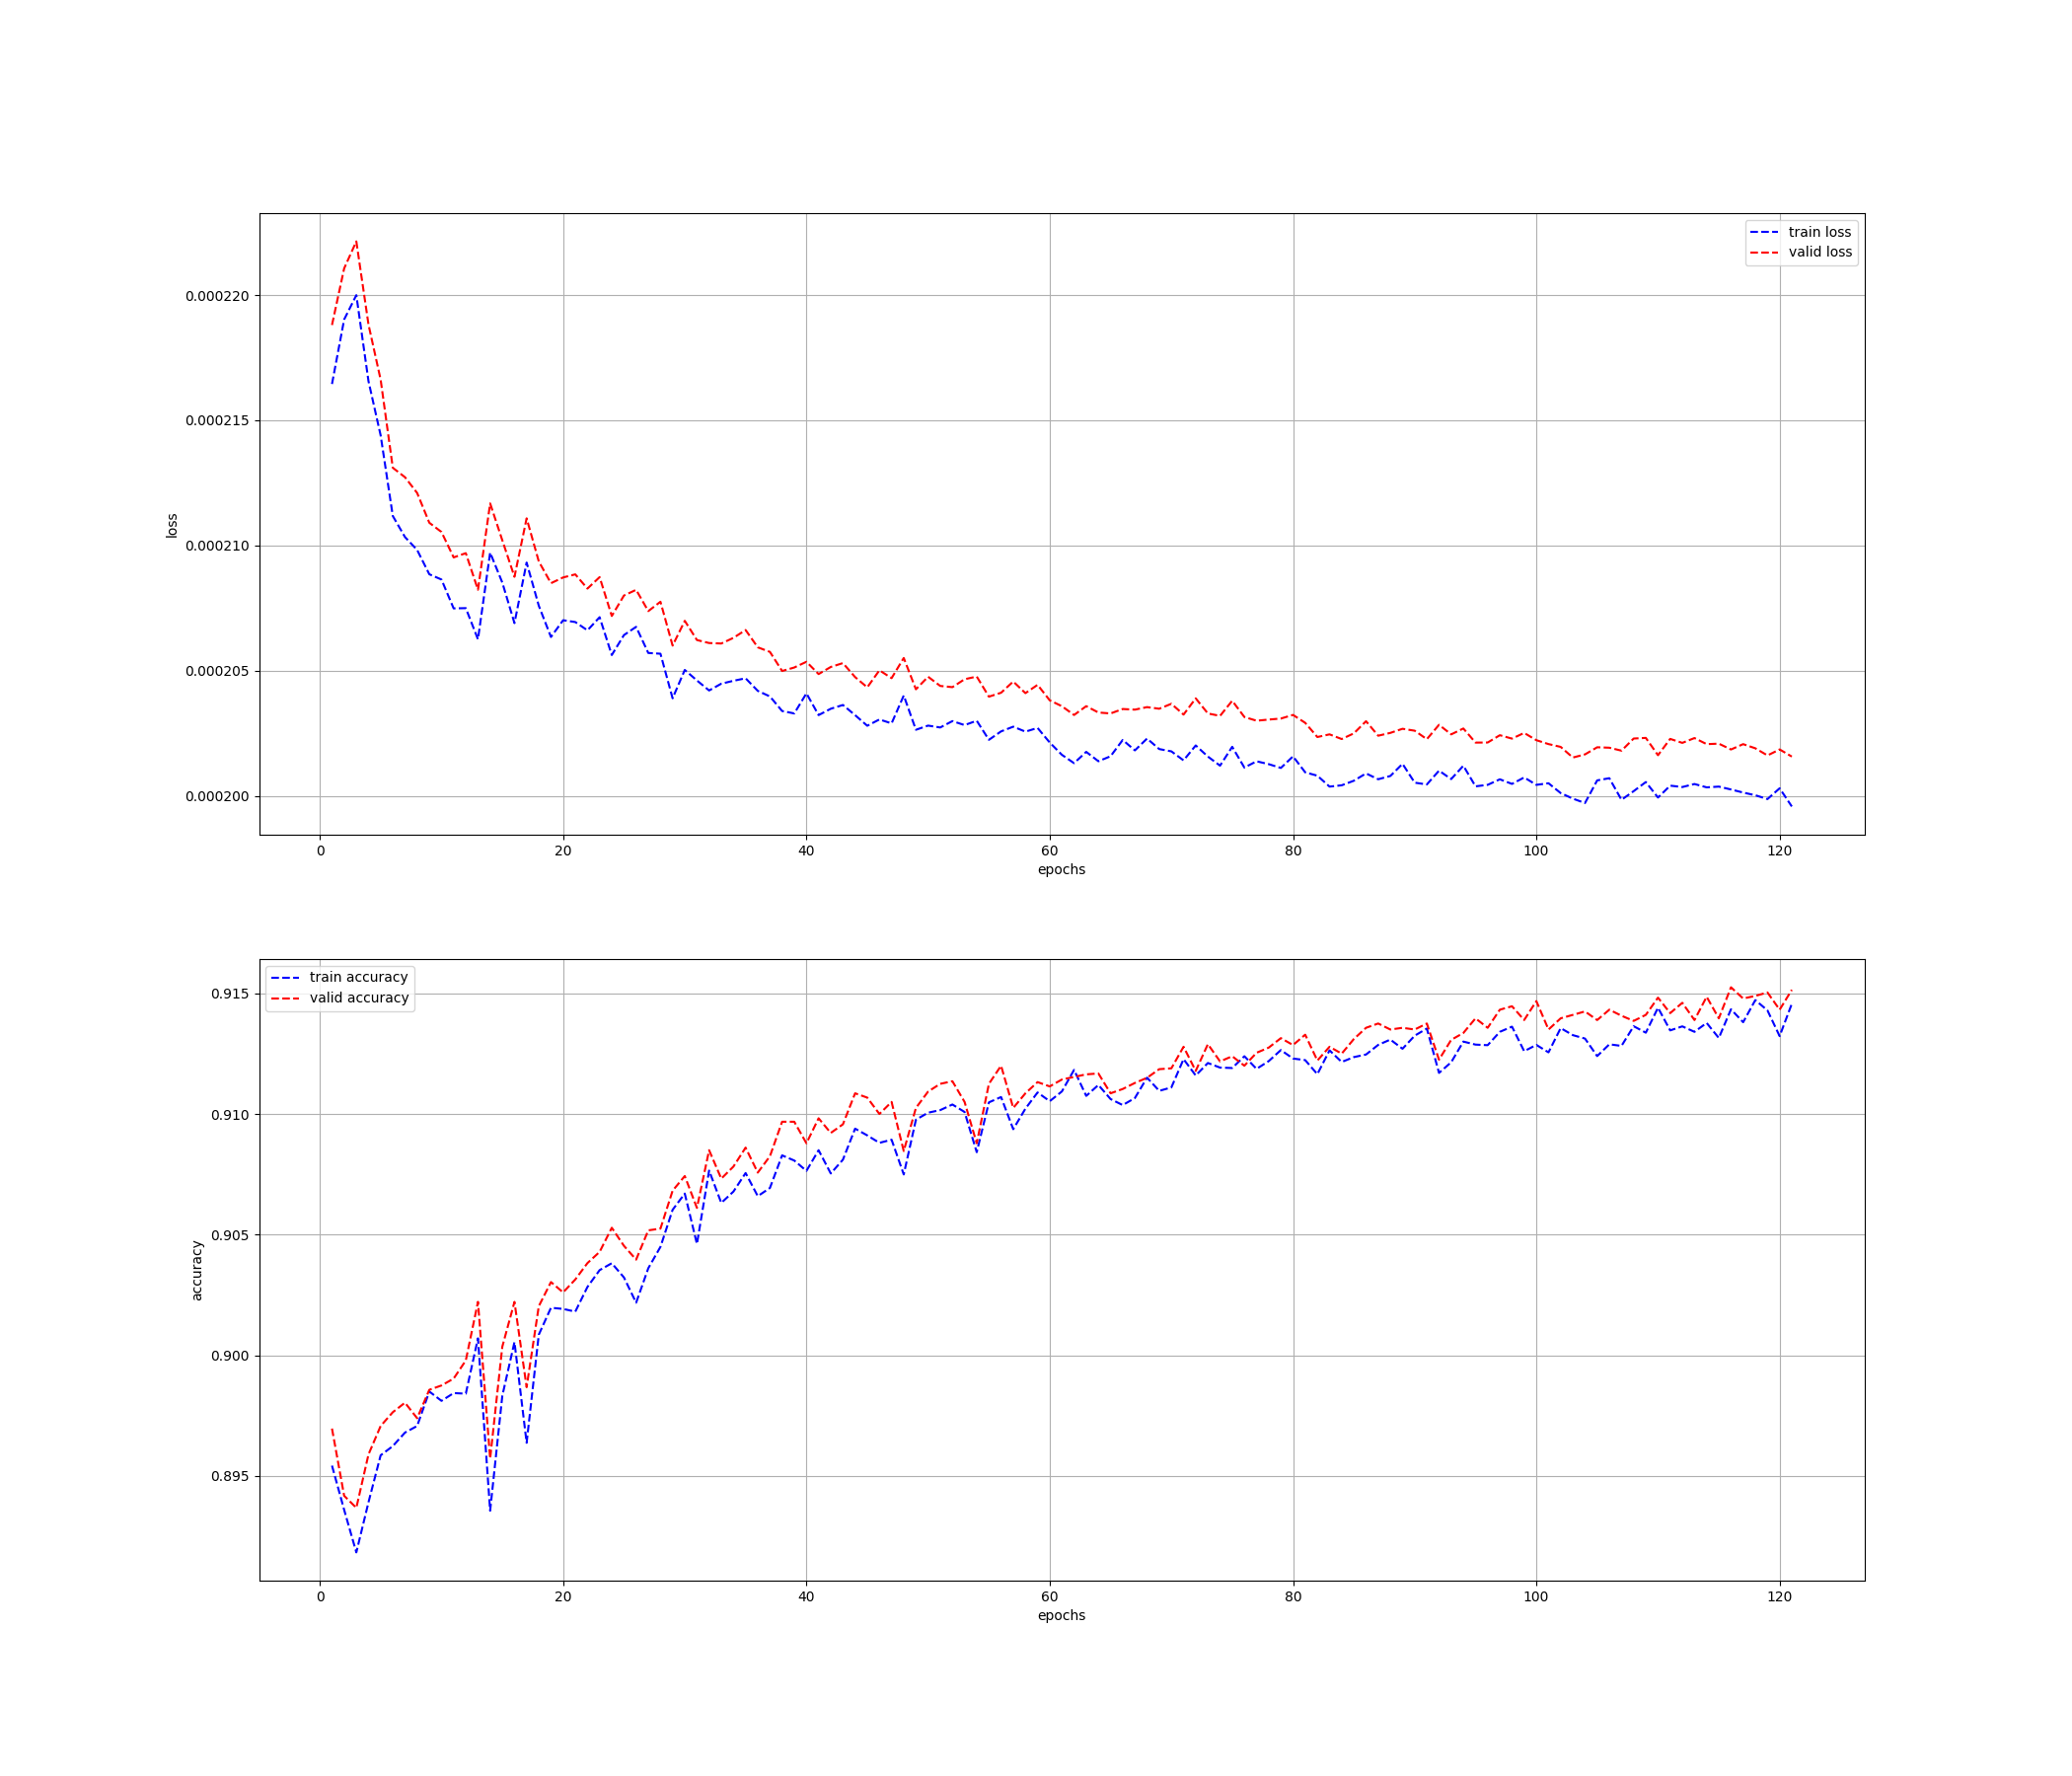 train loss
valid loss
0.000220
0.000215
0.000210
0.000205
0.000200
loss
0 20 40 60 80 100 120
epochs
train accuracy
valid accuracy
0.915
0.910
0.905
0.900
0.895
accuracy
0 20 40 60 80 100 120
epochs